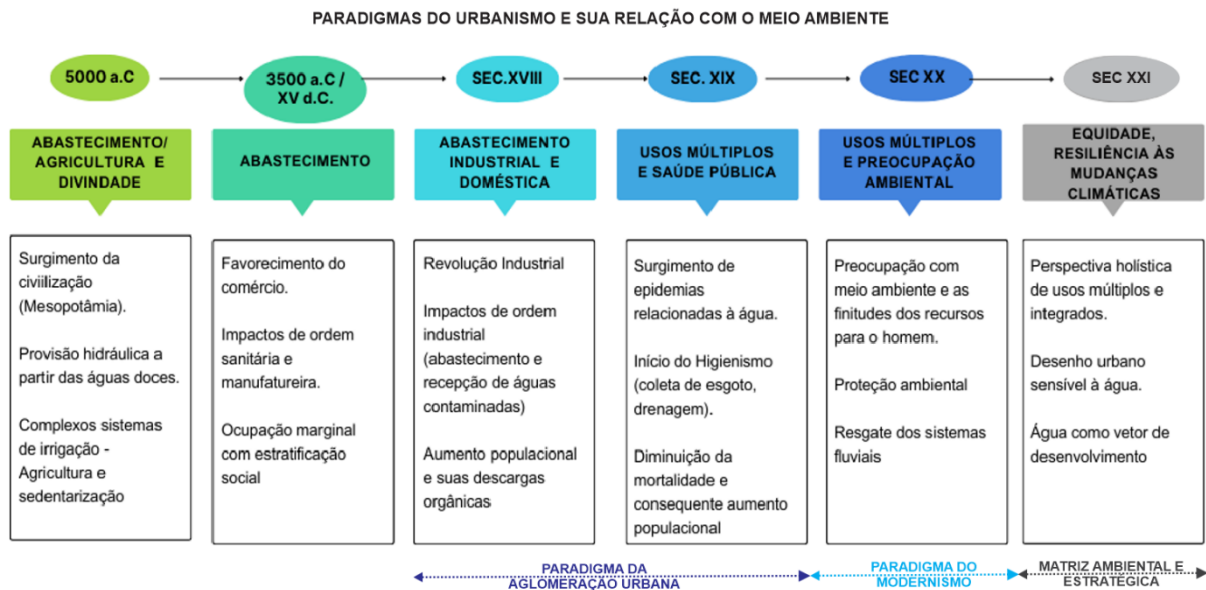 PARADIGMAS DO URBANISMO E SUA RELAÇÃO COM O MEIO AMBIENTE
5000 a.C
3500 a.C /
XV d.C.
SEC.XVIII
SEC. XIX
SEC XX
SEC XXI
ABASTECIMENTO/
AGRICULTURA E
DIVINDADE
ABASTECIMENTO
ABASTECIMENTO
INDUSTRIAL E
DOMÉSTICA
USOS MÚLTIPLOS
E SAÚDE PÚBLICA
USOS MÚLTIPLOS
E PREOCUPAÇÃO
AMBIENTAL
EQUIDADE,
RESILIÊNCIA ÀS
MUDANÇAS
CLIMÁTICAS
Surgimento da
civiilização
(Mesopotâmia).
Provisão hidráulica a
partir das águas doces.
Complexos sistemas
de irrigação -
Agricultura e
sedentarização
Favorecimento do
comércio.
Impactos de ordem
sanitária e
manufatureira.
Ocupação marginal
com estratificação
social
Revolução Industrial
Impactos de ordem
industrial
(abastecimento e
recepção de águas
contaminadas)
Aumento populacional
e suas descargas
orgânicas
Surgimento de
epidemias
relacionadas à água.
Início do Higienismo
(coleta de esgoto,
drenagem).
Diminuição da
mortalidade e
consequente aumento
populacional
Preocupação com
meio ambiente e as
finitudes dos recursos
para o homem.
Proteção ambiental
Resgate dos sistemas
fluviais
Perspectiva holística
de usos múltiplos e
integrados.
Desenho urbano
sensível à água.
Água como vetor de
desenvolvimento
PARADIGMA DA
AGLOMERAÇÃO URBANA
PARADIGMA DO
MODERNISMO
MATRIZ AMBIENTAL E
ESTRATÉGICA